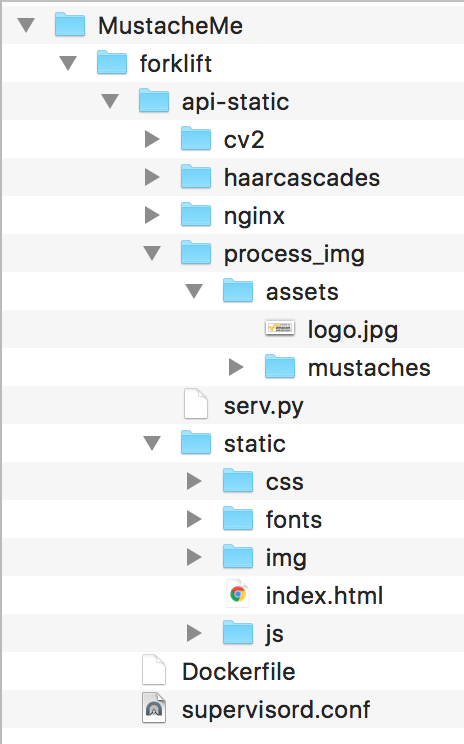 MustacheMe
forklift
api-static
cv2
haarcascades
nginx
process_img
assets
logo.jpg
mustaches
serv.py
static
css
fonts
img
index.html
js
Dockerfile
supervisord.conf